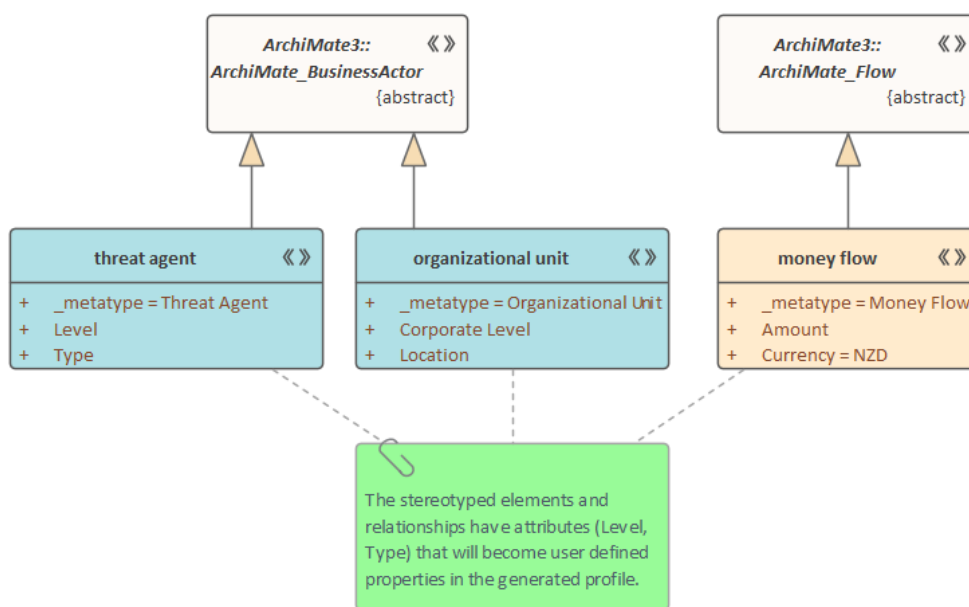 ArchiMate3:: «»
ArchiMate_BusinessActor
{abstract}
ArchiMate3:: «»
ArchiMate_Flow
{abstract}
threat agent «»
+ _metatype = Threat Agent
+ Level
+ Type
organizational unit «»
+ _metatype = Organizational Unit
+ Corporate Level
+ Location
money flow «»
+ _metatype = Money Flow
+ Amount
+ Currency = NZD
The stereotyped elements and
relationships have attributes (Level,
Type) that will become user defined
properties in the generated profile.